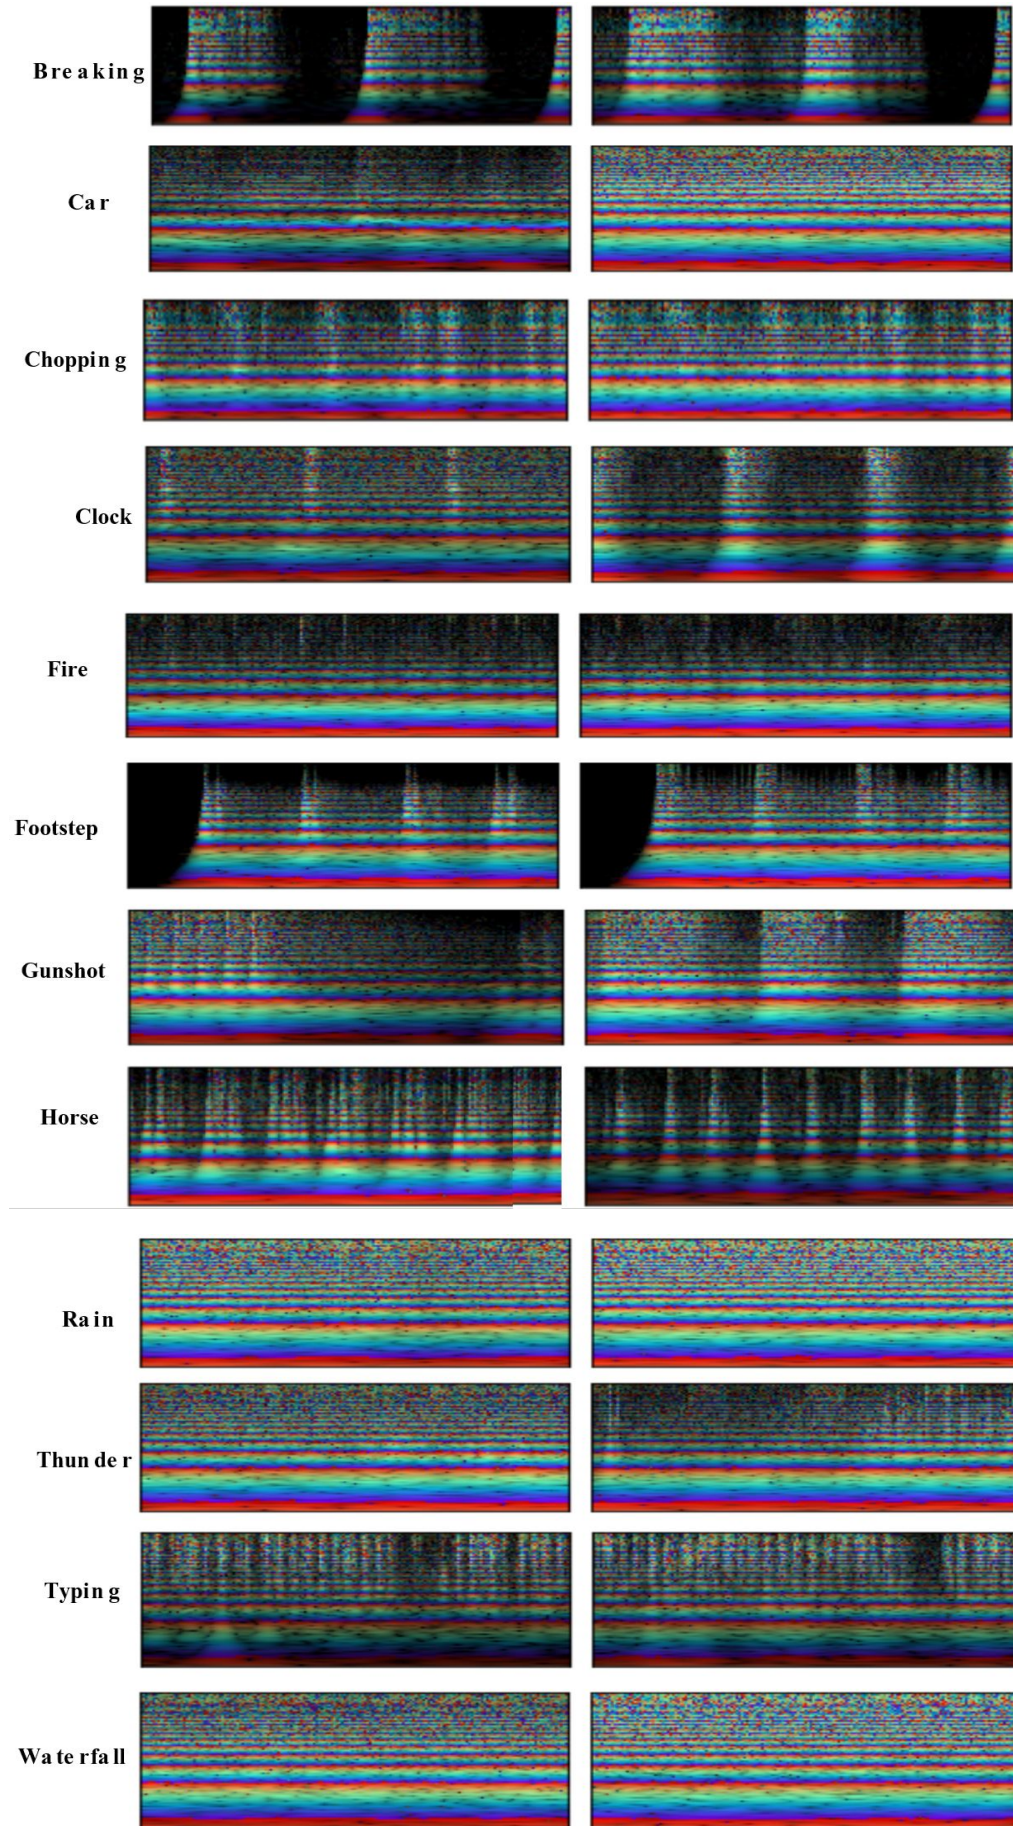 Breaking
Car
Chopping
Clock
Fire
Footstep
Gunshot
Horse
Rain
Thunder
Typing
Waterfall